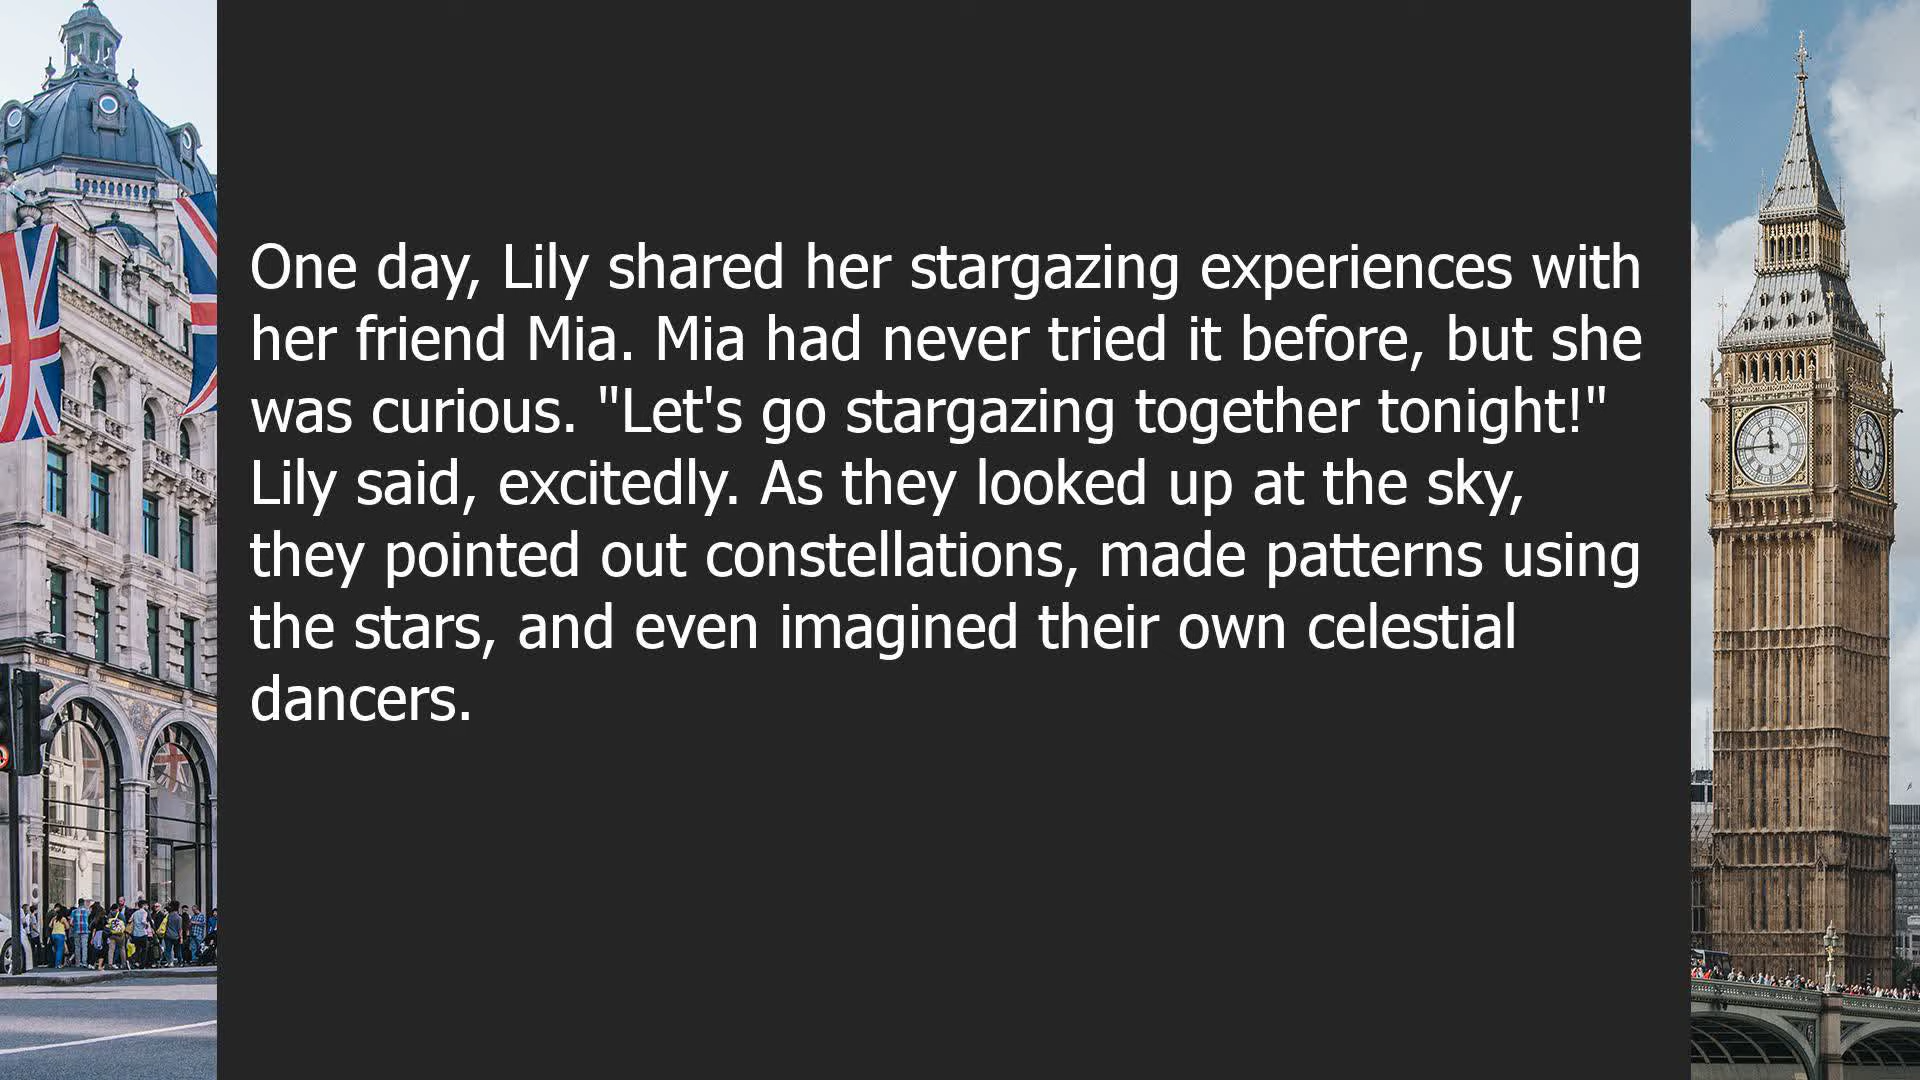 One day, Lily shared her stargazing experiences with
her friend Mia. Mia had never tried it before, but she
was curious. "Let's go stargazing together tonight!"
Lily said, excitedly. As they looked up at the sky,
they pointed out constellations, made patterns using
the stars, and even imagined their own celestial
dancers.